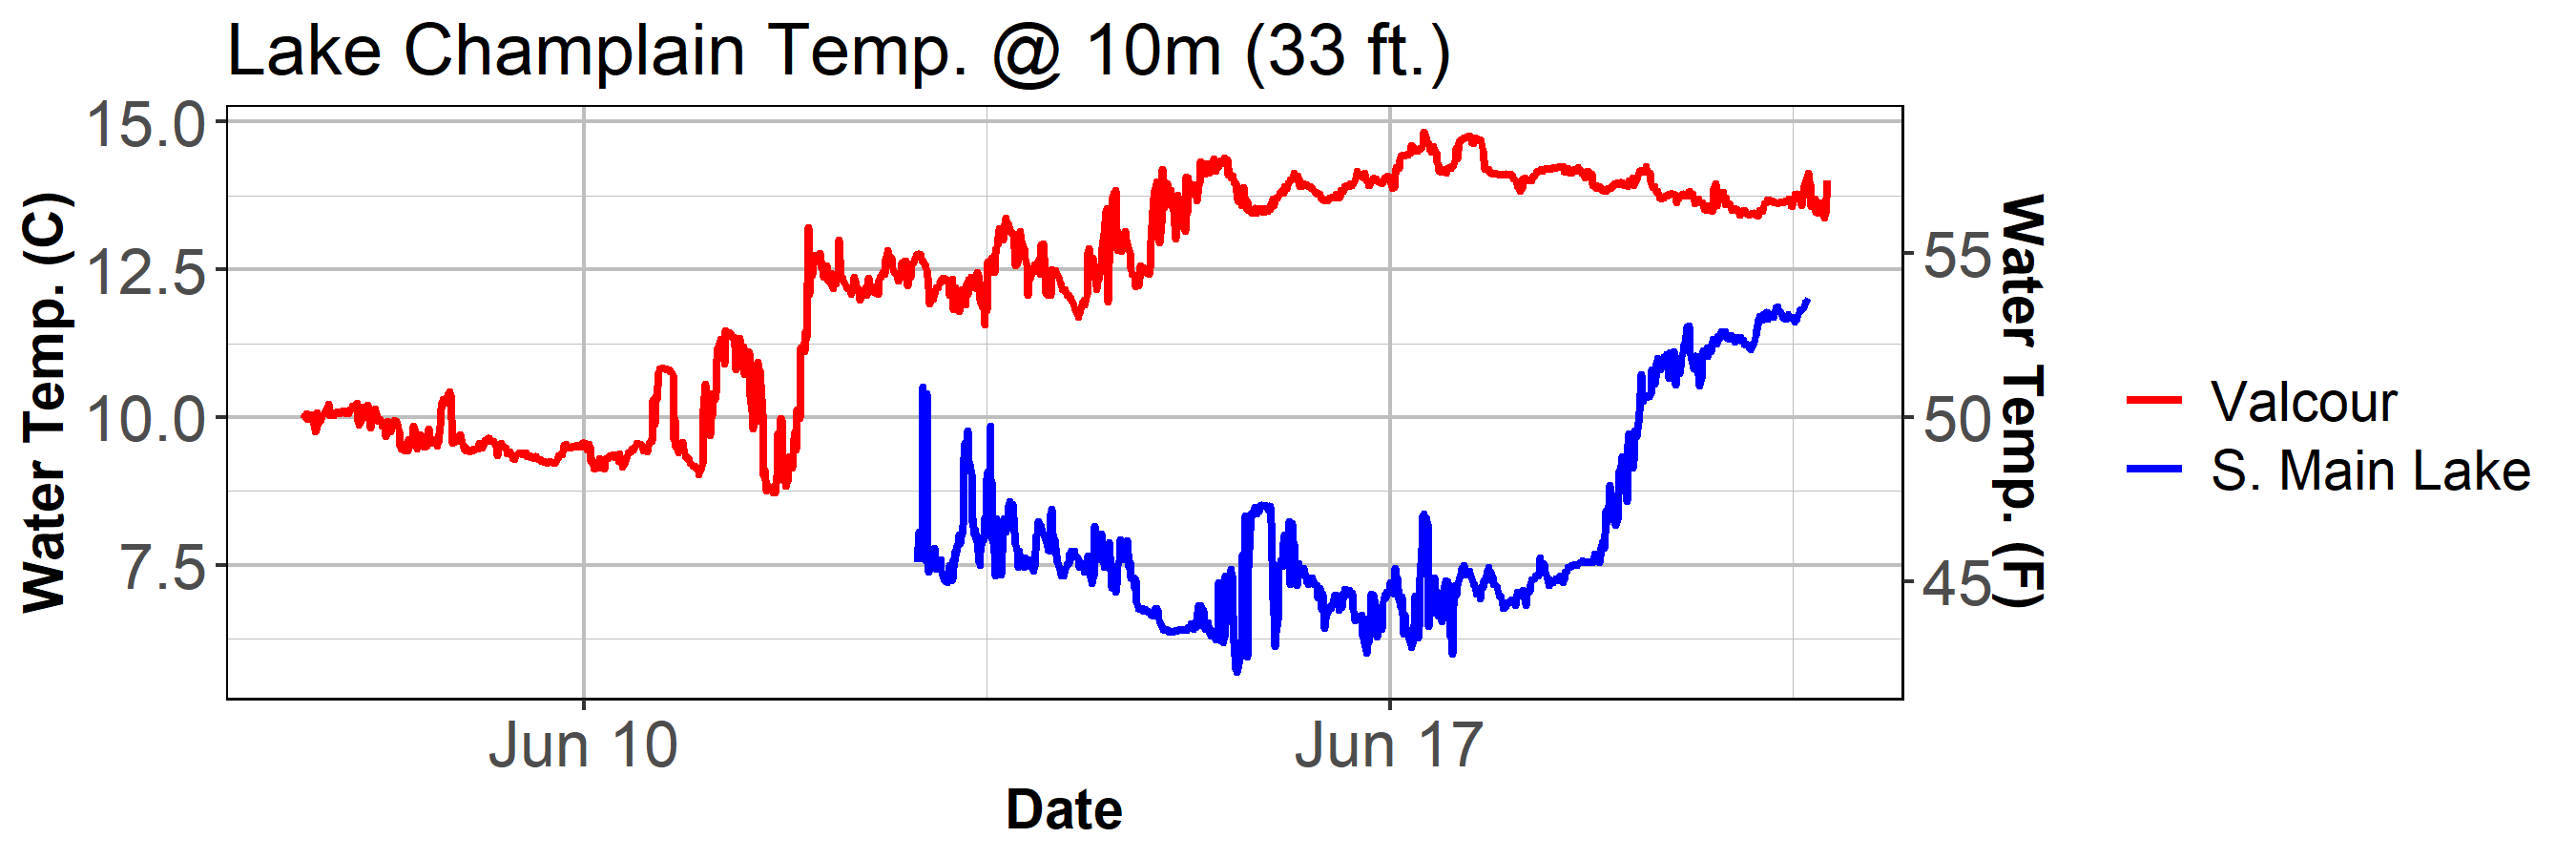 Lake Champlain Temp. @ 10m (33 ft.)
Water Temp. (C)
15.0
12.5
10.0
7.5
55
50
45
Water Temp. (F)
Jun 10
Jun 17
Date
Valcour
S. Main Lake